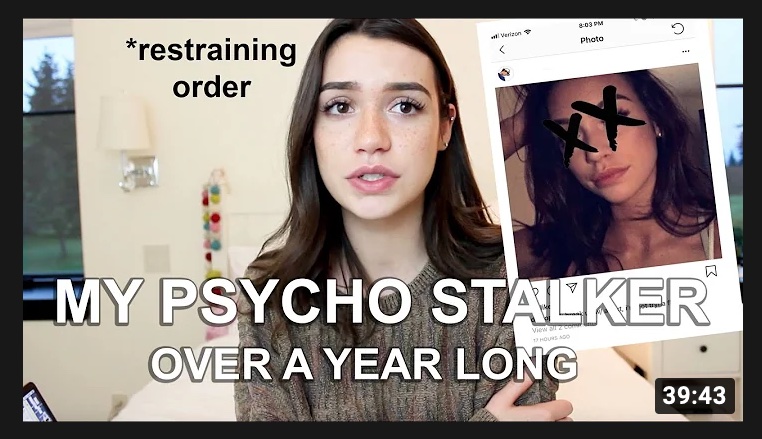 *restraining
order
Verizon
8:03 PM
Photo
MY PSYCHO STALKER
OVER A YEAR LONG
View all 2
17 HOURS AGO
39:43